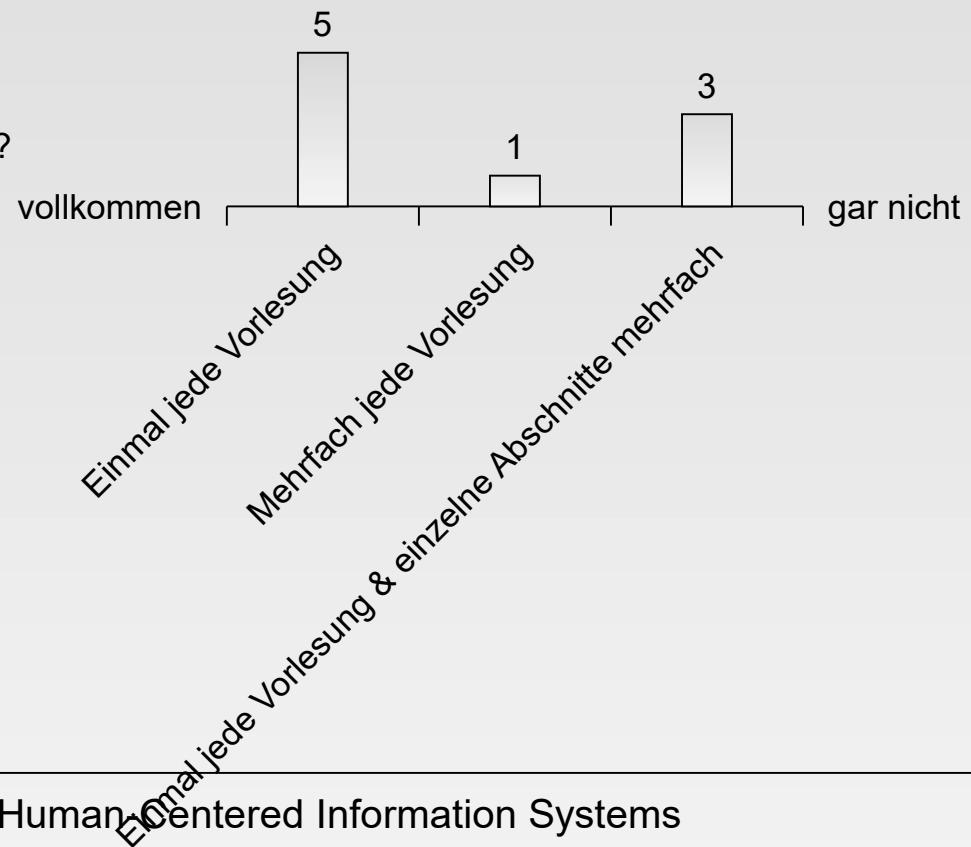 5
3
1
?
vollkommen
gar nicht
Einmal jede Vorlesung
Mehrfach jede Vorlesung
Einmal jede Vorlesung & einzelne Abschnitte mehrfach
Human-Centered Information Systems